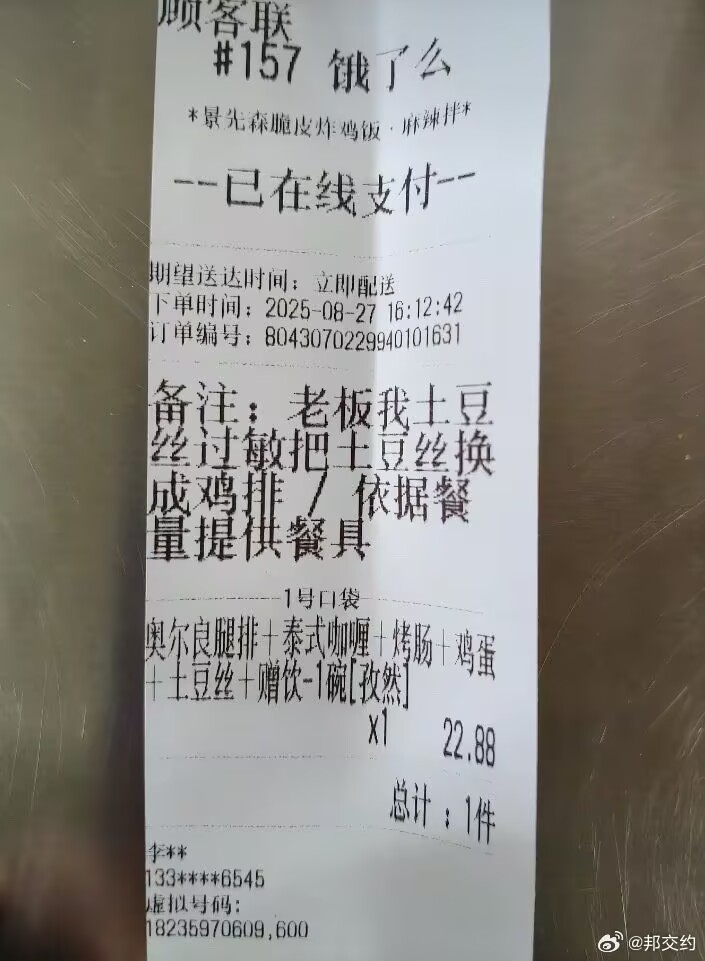 顾客联
#157 饿了么
*景先森脆皮炸鸡饭·麻辣拌*
--已在线支付--
期望送达时间：立即配送
下单时间：2025-08-27 16:12:42
订单编号：8043070229940101631
备注：老板我土豆
丝过敏把土豆丝换
成鸡排 / 依据餐
量提供餐具
1号口袋
奥尔良腿排+泰式咖喱+烤肠+鸡蛋
+土豆丝+赠饮-1碗[孜然]
x1 22.88
总计：1件
李**
133****6545
虚拟号码:
18235970609,600
@邦交约